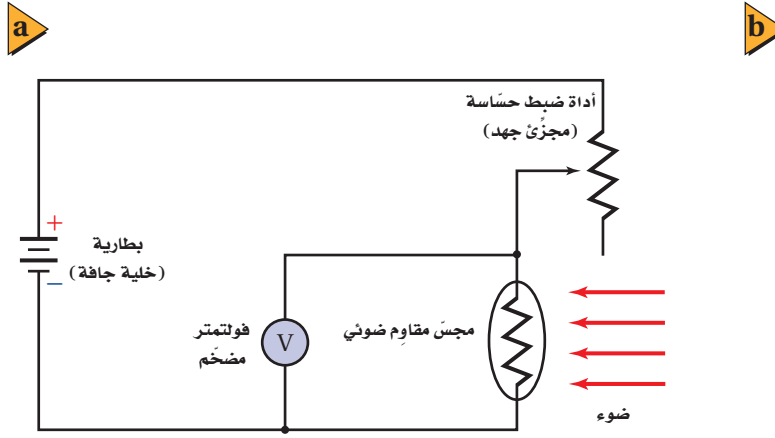 a
b
أداة ضبط حسّاسة
(مجزِّئ جهد)
+
بطارية
(خلية جافة)
−
فولتمتر
مضخّم
V
مجسّ مقاوِم ضوئي
ضوء